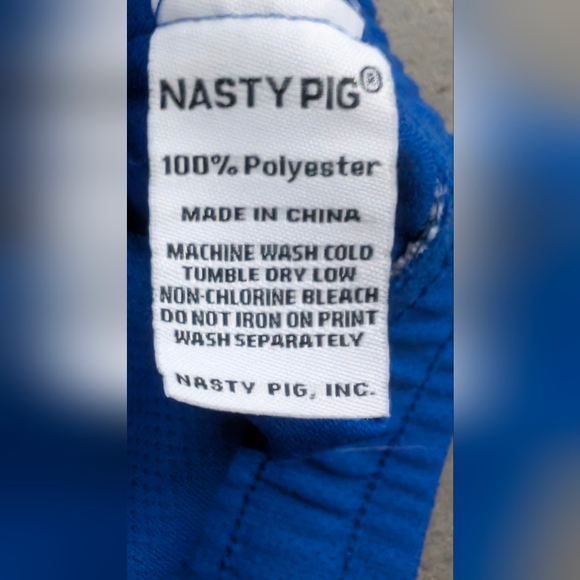 NASTY PIG®
100% Polyester
MADE IN CHINA
MACHINE WASH COLD
TUMBLE DRY LOW
NON-CHLORINE BLEACH
DO NOT IRON ON PRINT
WASH SEPARATELY
NASTY PIG, INC.